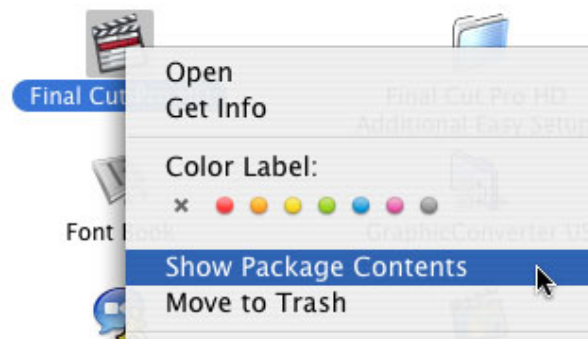 Open
Get Info
Final Cut
Final Cut Pro HD
Additional Easy Setup
Color Label:
Font Book
GraphicConverter US
Show Package Contents
Move to Trash